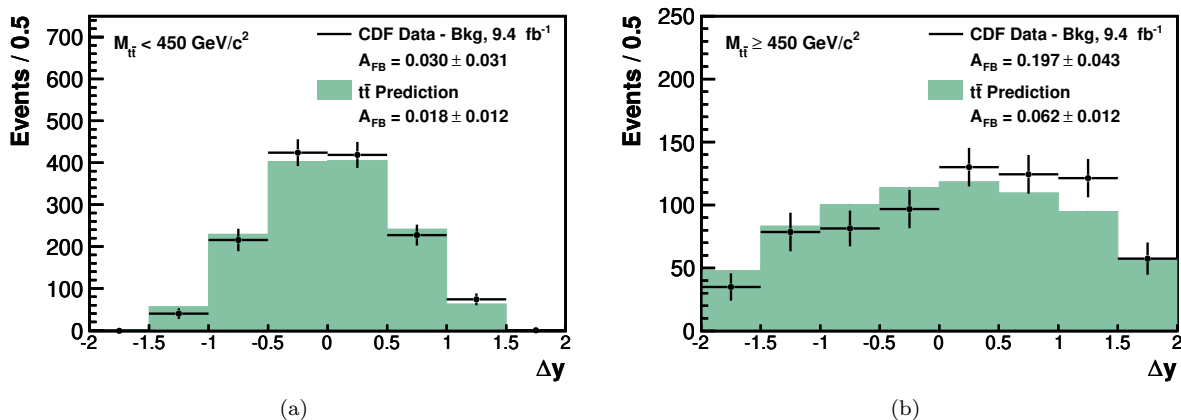 Events / 0.5
700
600
500
400
300
200
100
0
M_tt̄ < 450 GeV/c²
CDF Data - Bkg, 9.4 fb⁻¹
A_FB = 0.030 ± 0.031
tt̄ Prediction
A_FB = 0.018 ± 0.012
-2 -1.5 -1 -0.5 0 0.5 1 1.5 2
Δy
(a)
Events / 0.5
250
200
150
100
50
0
M_tt̄ ≥ 450 GeV/c²
CDF Data - Bkg, 9.4 fb⁻¹
A_FB = 0.197 ± 0.043
tt̄ Prediction
A_FB = 0.062 ± 0.012
-2 -1.5 -1 -0.5 0 0.5 1 1.5 2
Δy
(b)